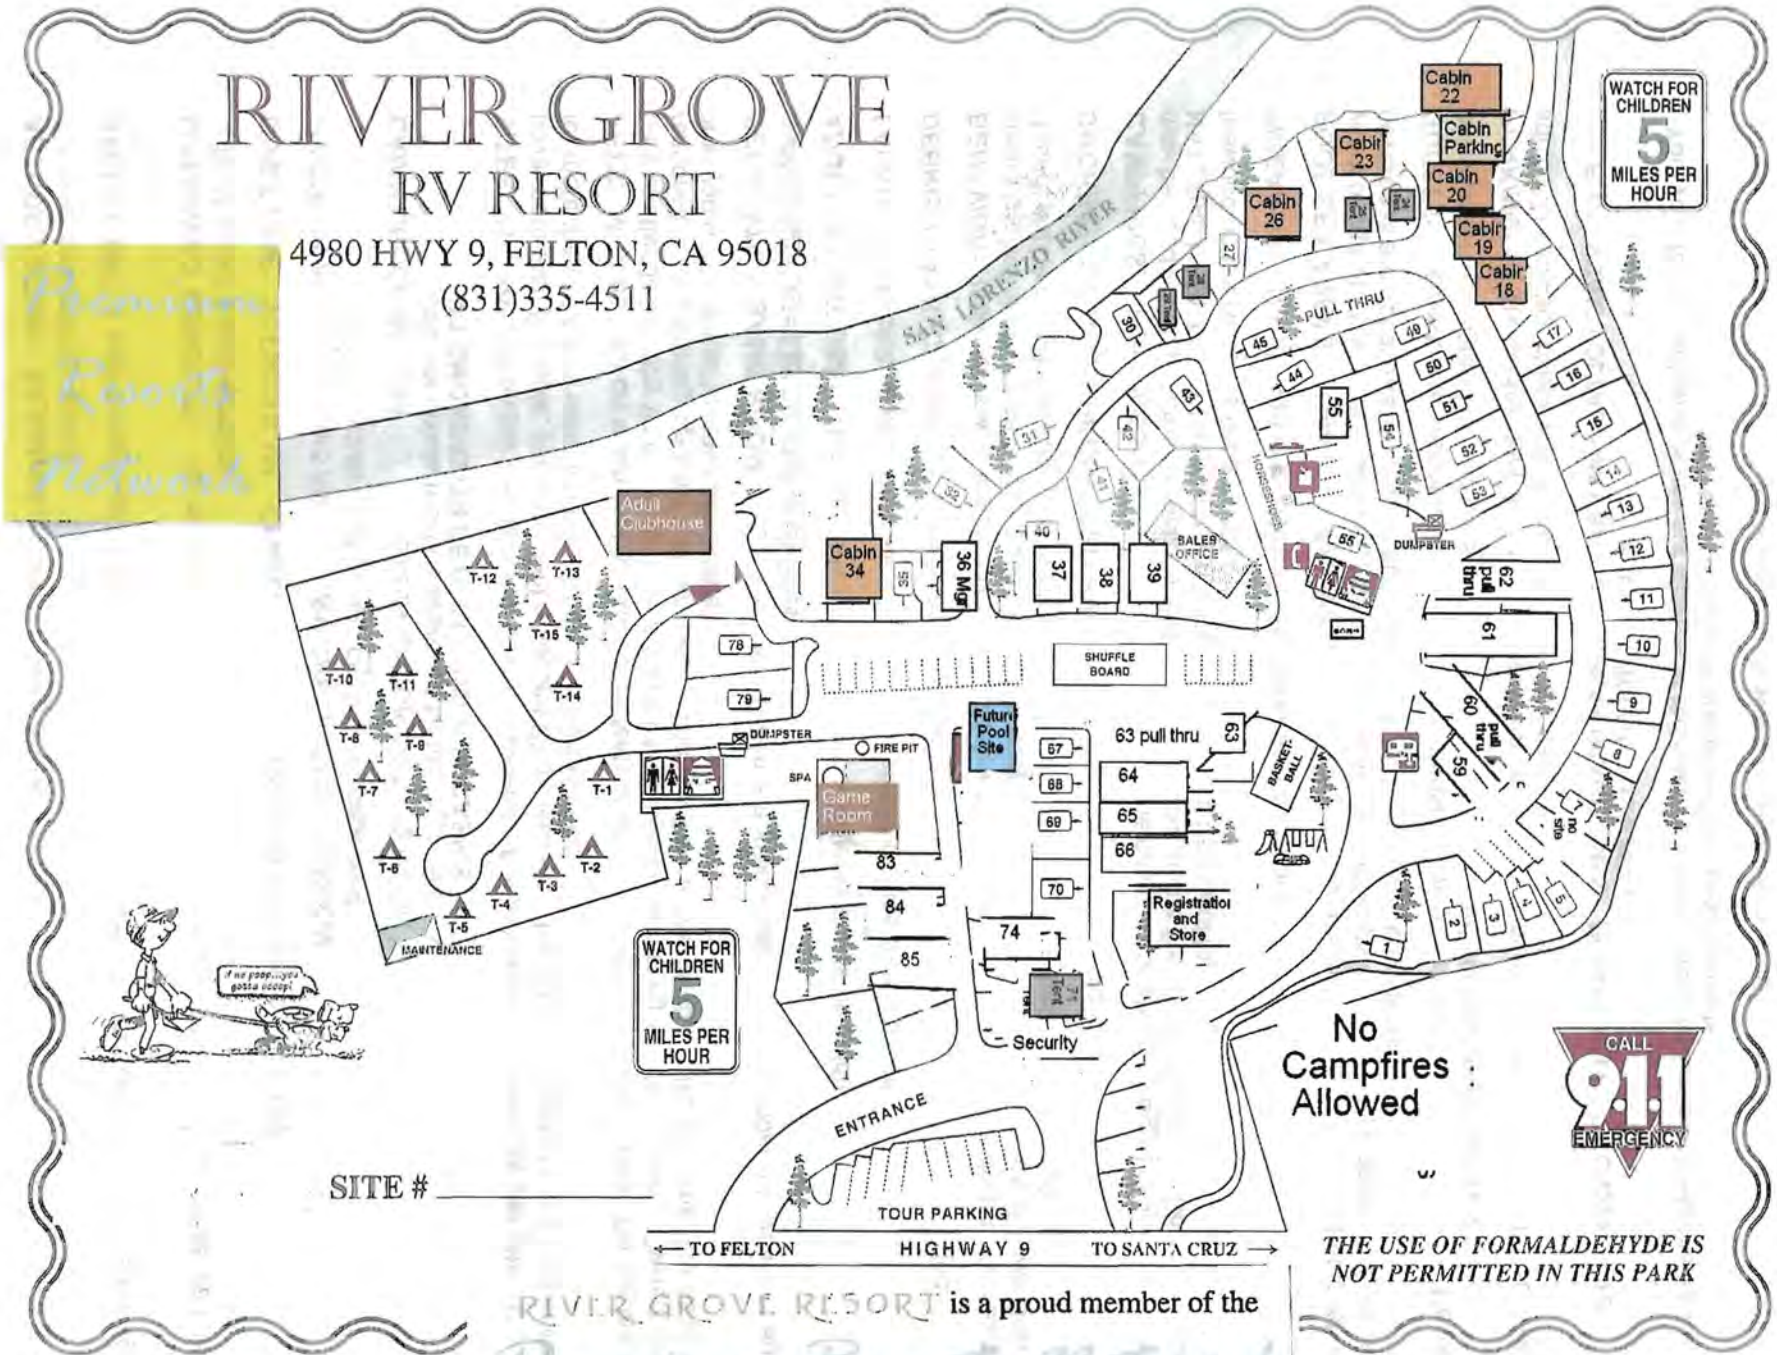 RIVER GROVE
RV RESORT
4980 HWY 9, FELTON, CA 95018
(831)335-4511
Premium
Resorts
Network
SAN LORENZO RIVER
WATCH FOR
CHILDREN
5
MILES PER
HOUR
Cabin
22
Cabin
Parking
Cabin
23
Cabin
20
Cabin
26
Cabin
19
Cabin
18
27
30
PULL THRU
45
49
44
50
17
16
51
55
54
43
42
15
52
31
14
41
53
32
13
HORSESHOES
Adult
Clubhouse
DUMPSTER
40
SALES
OFFICE
12
T-12
T-13
Cabin
34
35
36 Mgr
37
38
39
62
pull
thru
11
T-15
61
10
78
SHUFFLE
BOARD
T-10
T-11
T-14
79
60
pull
thru
9
T-8
T-9
DUMPSTER
FIRE PIT
Future
Pool
Site
67
63 pull thru
63
BASKET-
BALL
59
8
T-7
T-1
SPA
Game
Room
68
64
7 no
site
69
65
T-6
T-2
83
66
T-3
T-4
84
70
Registration
and
Store
2
3
4
5
T-5
MAINTENANCE
74
1
85
71
Tent
WATCH FOR
CHILDREN
5
MILES PER
HOUR
Security
No
Campfires
Allowed
CALL
911
EMERGENCY
ENTRANCE
SITE #
TOUR PARKING
TO FELTON
HIGHWAY 9
TO SANTA CRUZ
THE USE OF FORMALDEHYDE IS
NOT PERMITTED IN THIS PARK
RIVER GROVE RESORT is a proud member of the